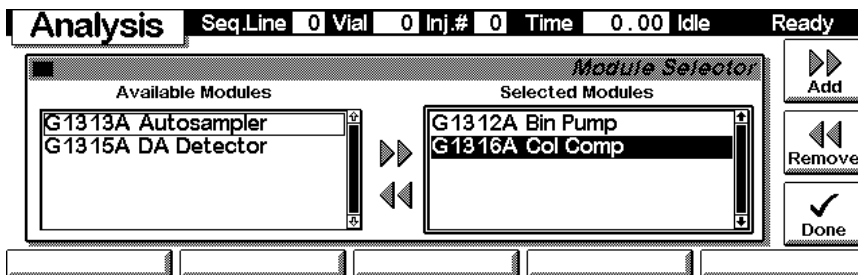 Analysis Seq.Line 0 Vial 0 Inj.# 0 Time 0.00 Idle Ready
Module Selector
Available Modules
G1313A Autosampler
G1315A DA Detector
Selected Modules
G1312A Bin Pump
G1316A Col Comp
Add
Remove
Done